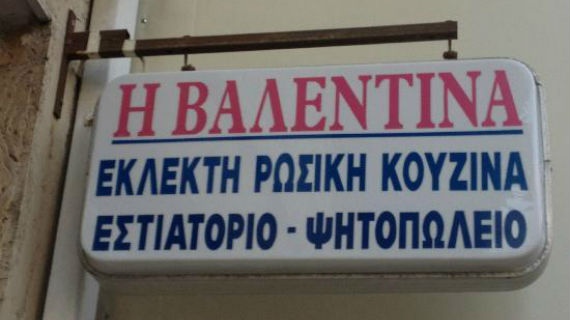 Η ΒΑΛΕΝΤΙΝΑ
ΕΚΛΕΚΤΗ ΡΩΣΙΚΗ ΚΟΥΖΙΝΑ
ΕΣΤΙΑΤΟΡΙΟ - ΨΗΤΟΠΩΛΕΙΟ